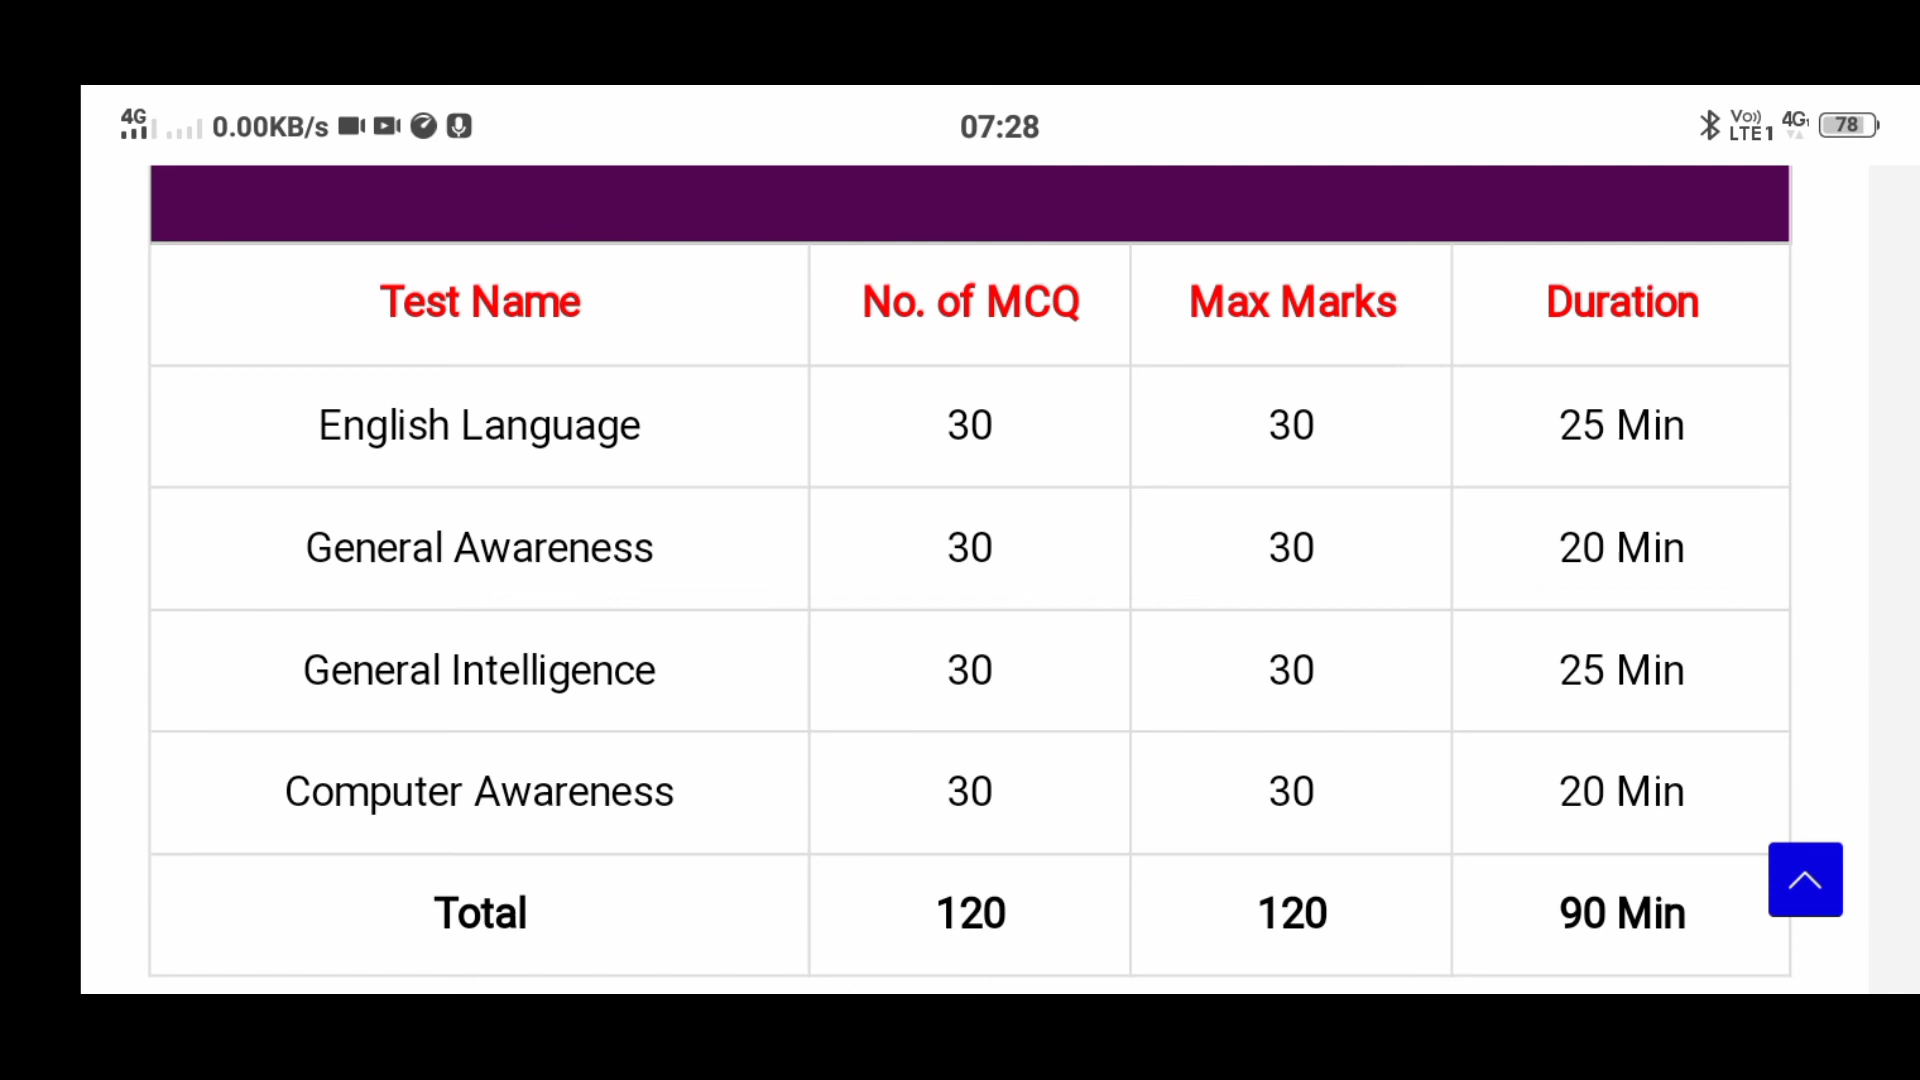 4G 0.00KB/s 07:28 Vo)) LTE1 4G 78
Test Name No. of MCQ Max Marks Duration
English Language 30 30 25 Min
General Awareness 30 30 20 Min
General Intelligence 30 30 25 Min
Computer Awareness 30 30 20 Min
Total 120 120 90 Min